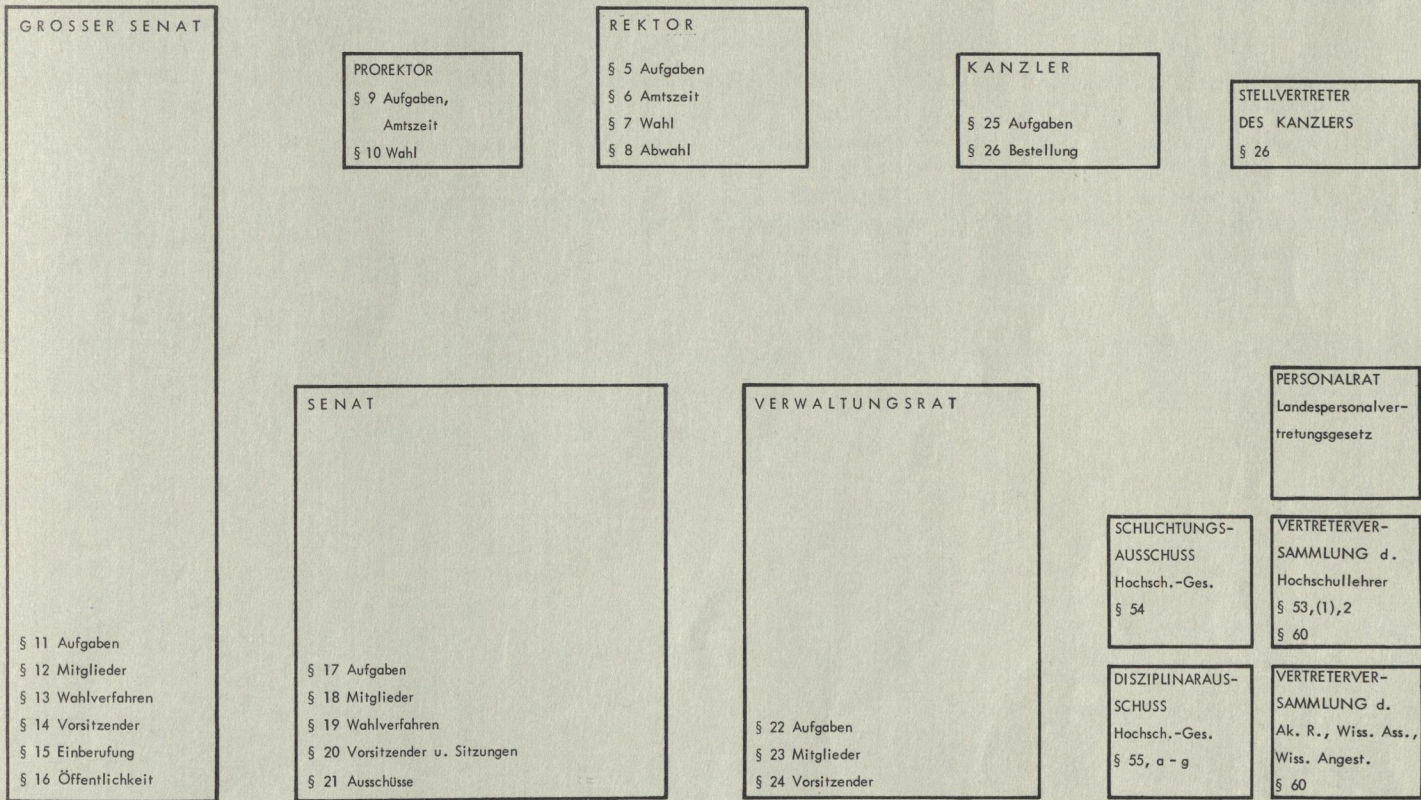 GROSSER SENAT
§ 11 Aufgaben
§ 12 Mitglieder
§ 13 Wahlverfahren
§ 14 Vorsitzender
§ 15 Einberufung
§ 16 Öffentlichkeit
PROREKTOR
§ 9 Aufgaben,
Amtszeit
§ 10 Wahl
REKTOR
§ 5 Aufgaben
§ 6 Amtszeit
§ 7 Wahl
§ 8 Abwahl
KANZLER
§ 25 Aufgaben
§ 26 Bestellung
STELLVERTRETER
DES KANZLERS
§ 26
SENAT
§ 17 Aufgaben
§ 18 Mitglieder
§ 19 Wahlverfahren
§ 20 Vorsitzender u. Sitzungen
§ 21 Ausschüsse
VERWALTUNGSRAT
§ 22 Aufgaben
§ 23 Mitglieder
§ 24 Vorsitzender
PERSONALRAT
Landespersonalver-
tretungsgesetz
SCHLICHTUNGS-
AUSSCHUSS
Hochsch.-Ges.
§ 54
VERTRETERVER-
SAMMLUNG d.
Hochschullehrer
§ 53,(1),2
§ 60
DISZIPLINARAUS-
SCHUSS
Hochsch.-Ges.
§ 55, a - g
VERTRETERVER-
SAMMLUNG d.
Ak. R., Wiss. Ass.,
Wiss. Angest.
§ 60